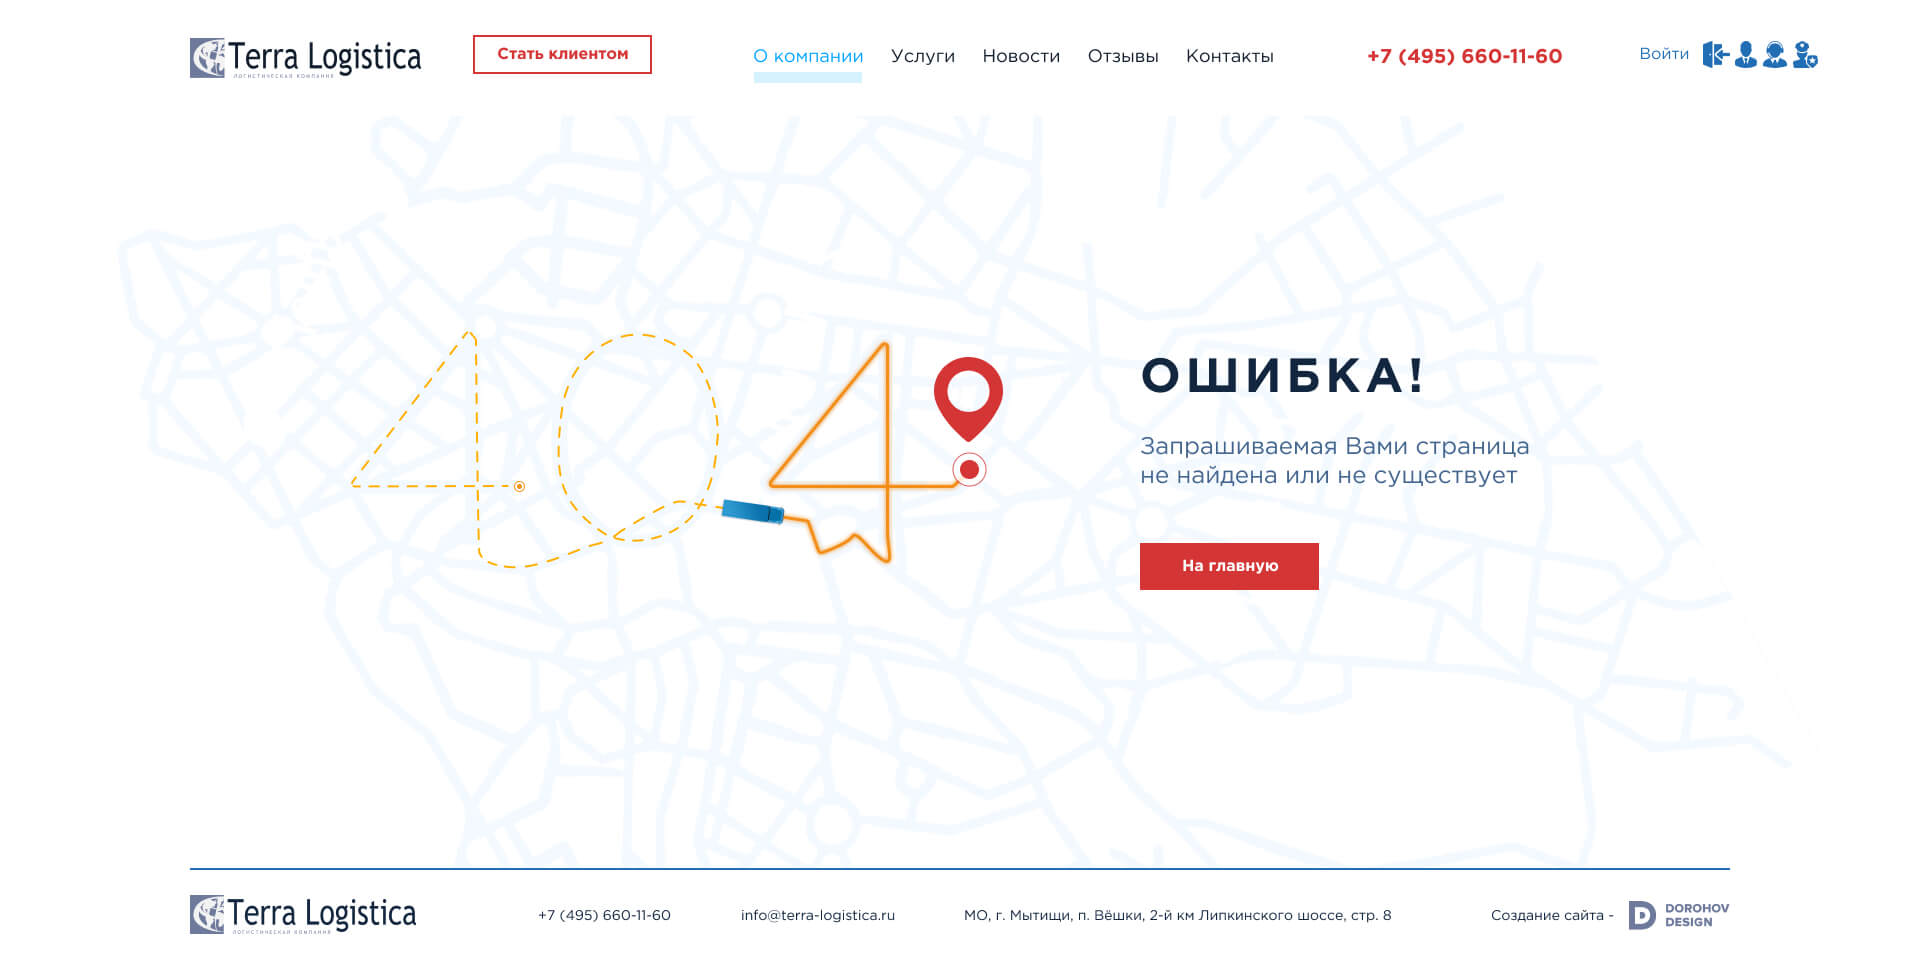 Terra Logistica
ЛОГИСТИЧЕСКАЯ КОМПАНИЯ
Стать клиентом
О компании
Услуги
Новости
Отзывы
Контакты
+7 (495) 660-11-60
Войти
404
ОШИБКА!
Запрашиваемая Вами страница
не найдена или не существует
На главную
Terra Logistica
ЛОГИСТИЧЕСКАЯ КОМПАНИЯ
+7 (495) 660-11-60
info@terra-logistica.ru
МО, г. Мытищи, п. Вёшки, 2-й км Липкинского шоссе, стр. 8
Создание сайта -
DOROHOV
DESIGN